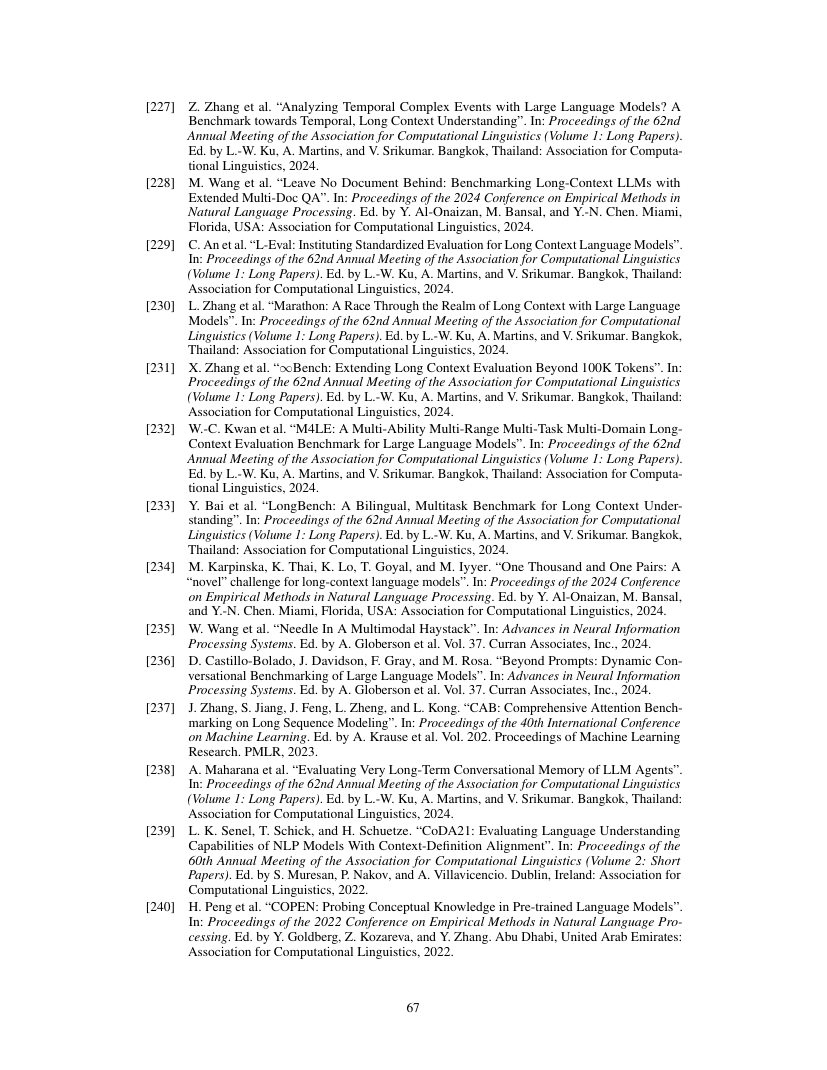 [227] Z. Zhang et al. “Analyzing Temporal Complex Events with Large Language Models? A
Benchmark towards Temporal, Long Context Understanding”. In: Proceedings of the 62nd
Annual Meeting of the Association for Computational Linguistics (Volume 1: Long Papers).
Ed. by L.-W. Ku, A. Martins, and V. Srikumar. Bangkok, Thailand: Association for Computa-
tional Linguistics, 2024.
[228] M. Wang et al. “Leave No Document Behind: Benchmarking Long-Context LLMs with
Extended Multi-Doc QA”. In: Proceedings of the 2024 Conference on Empirical Methods in
Natural Language Processing. Ed. by Y. Al-Onaizan, M. Bansal, and Y.-N. Chen. Miami,
Florida, USA: Association for Computational Linguistics, 2024.
[229] C. An et al. “L-Eval: Instituting Standardized Evaluation for Long Context Language Models”.
In: Proceedings of the 62nd Annual Meeting of the Association for Computational Linguistics
(Volume 1: Long Papers). Ed. by L.-W. Ku, A. Martins, and V. Srikumar. Bangkok, Thailand:
Association for Computational Linguistics, 2024.
[230] L. Zhang et al. “Marathon: A Race Through the Realm of Long Context with Large Language
Models”. In: Proceedings of the 62nd Annual Meeting of the Association for Computational
Linguistics (Volume 1: Long Papers). Ed. by L.-W. Ku, A. Martins, and V. Srikumar. Bangkok,
Thailand: Association for Computational Linguistics, 2024.
[231] X. Zhang et al. “∞Bench: Extending Long Context Evaluation Beyond 100K Tokens”. In:
Proceedings of the 62nd Annual Meeting of the Association for Computational Linguistics
(Volume 1: Long Papers). Ed. by L.-W. Ku, A. Martins, and V. Srikumar. Bangkok, Thailand:
Association for Computational Linguistics, 2024.
[232] W.-C. Kwan et al. “M4LE: A Multi-Ability Multi-Range Multi-Task Multi-Domain Long-
Context Evaluation Benchmark for Large Language Models”. In: Proceedings of the 62nd
Annual Meeting of the Association for Computational Linguistics (Volume 1: Long Papers).
Ed. by L.-W. Ku, A. Martins, and V. Srikumar. Bangkok, Thailand: Association for Computa-
tional Linguistics, 2024.
[233] Y. Bai et al. “LongBench: A Bilingual, Multitask Benchmark for Long Context Under-
standing”. In: Proceedings of the 62nd Annual Meeting of the Association for Computational
Linguistics (Volume 1: Long Papers). Ed. by L.-W. Ku, A. Martins, and V. Srikumar. Bangkok,
Thailand: Association for Computational Linguistics, 2024.
[234] M. Karpinska, K. Thai, K. Lo, T. Goyal, and M. Iyyer. “One Thousand and One Pairs: A
“novel” challenge for long-context language models”. In: Proceedings of the 2024 Conference
on Empirical Methods in Natural Language Processing. Ed. by Y. Al-Onaizan, M. Bansal,
and Y.-N. Chen. Miami, Florida, USA: Association for Computational Linguistics, 2024.
[235] W. Wang et al. “Needle In A Multimodal Haystack”. In: Advances in Neural Information
Processing Systems. Ed. by A. Globerson et al. Vol. 37. Curran Associates, Inc., 2024.
[236] D. Castillo-Bolado, J. Davidson, F. Gray, and M. Rosa. “Beyond Prompts: Dynamic Con-
versational Benchmarking of Large Language Models”. In: Advances in Neural Information
Processing Systems. Ed. by A. Globerson et al. Vol. 37. Curran Associates, Inc., 2024.
[237] J. Zhang, S. Jiang, J. Feng, L. Zheng, and L. Kong. “CAB: Comprehensive Attention Bench-
marking on Long Sequence Modeling”. In: Proceedings of the 40th International Conference
on Machine Learning. Ed. by A. Krause et al. Vol. 202. Proceedings of Machine Learning
Research. PMLR, 2023.
[238] A. Maharana et al. “Evaluating Very Long-Term Conversational Memory of LLM Agents”.
In: Proceedings of the 62nd Annual Meeting of the Association for Computational Linguistics
(Volume 1: Long Papers). Ed. by L.-W. Ku, A. Martins, and V. Srikumar. Bangkok, Thailand:
Association for Computational Linguistics, 2024.
[239] L. K. Senel, T. Schick, and H. Schuetze. “CoDA21: Evaluating Language Understanding
Capabilities of NLP Models With Context-Definition Alignment”. In: Proceedings of the
60th Annual Meeting of the Association for Computational Linguistics (Volume 2: Short
Papers). Ed. by S. Muresan, P. Nakov, and A. Villavicencio. Dublin, Ireland: Association for
Computational Linguistics, 2022.
[240] H. Peng et al. “COPEN: Probing Conceptual Knowledge in Pre-trained Language Models”.
In: Proceedings of the 2022 Conference on Empirical Methods in Natural Language Pro-
cessing. Ed. by Y. Goldberg, Z. Kozareva, and Y. Zhang. Abu Dhabi, United Arab Emirates:
Association for Computational Linguistics, 2022.
67